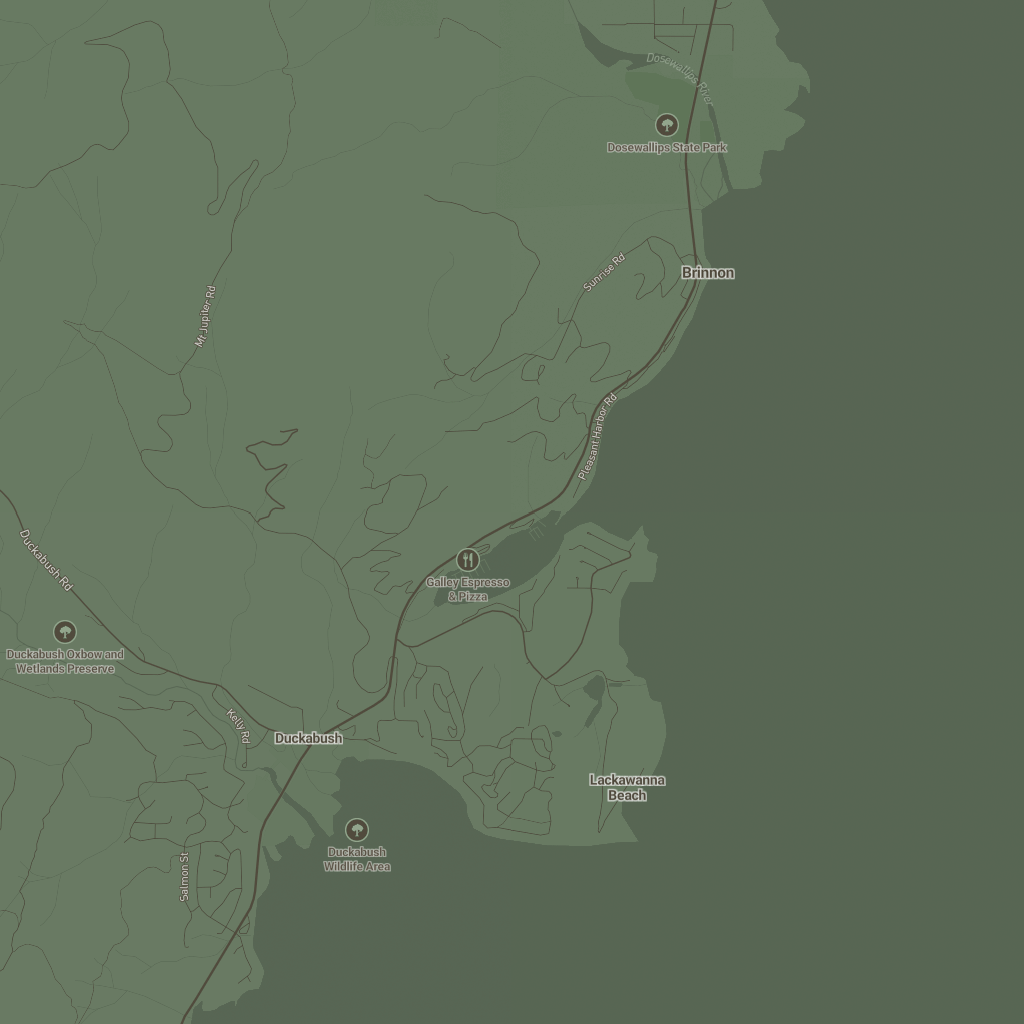 Dosewallips River
Dosewallips State Park
Sunrise Rd
Brinnon
Mt Jupiter Rd
Pleasant Harbor Rd
Duckabush Rd
Galley Espresso
& Pizza
Duckabush Oxbow and
Wetlands Preserve
Kelly Rd
Duckabush
Lackawanna
Beach
Duckabush
Wildlife Area
Salmon St